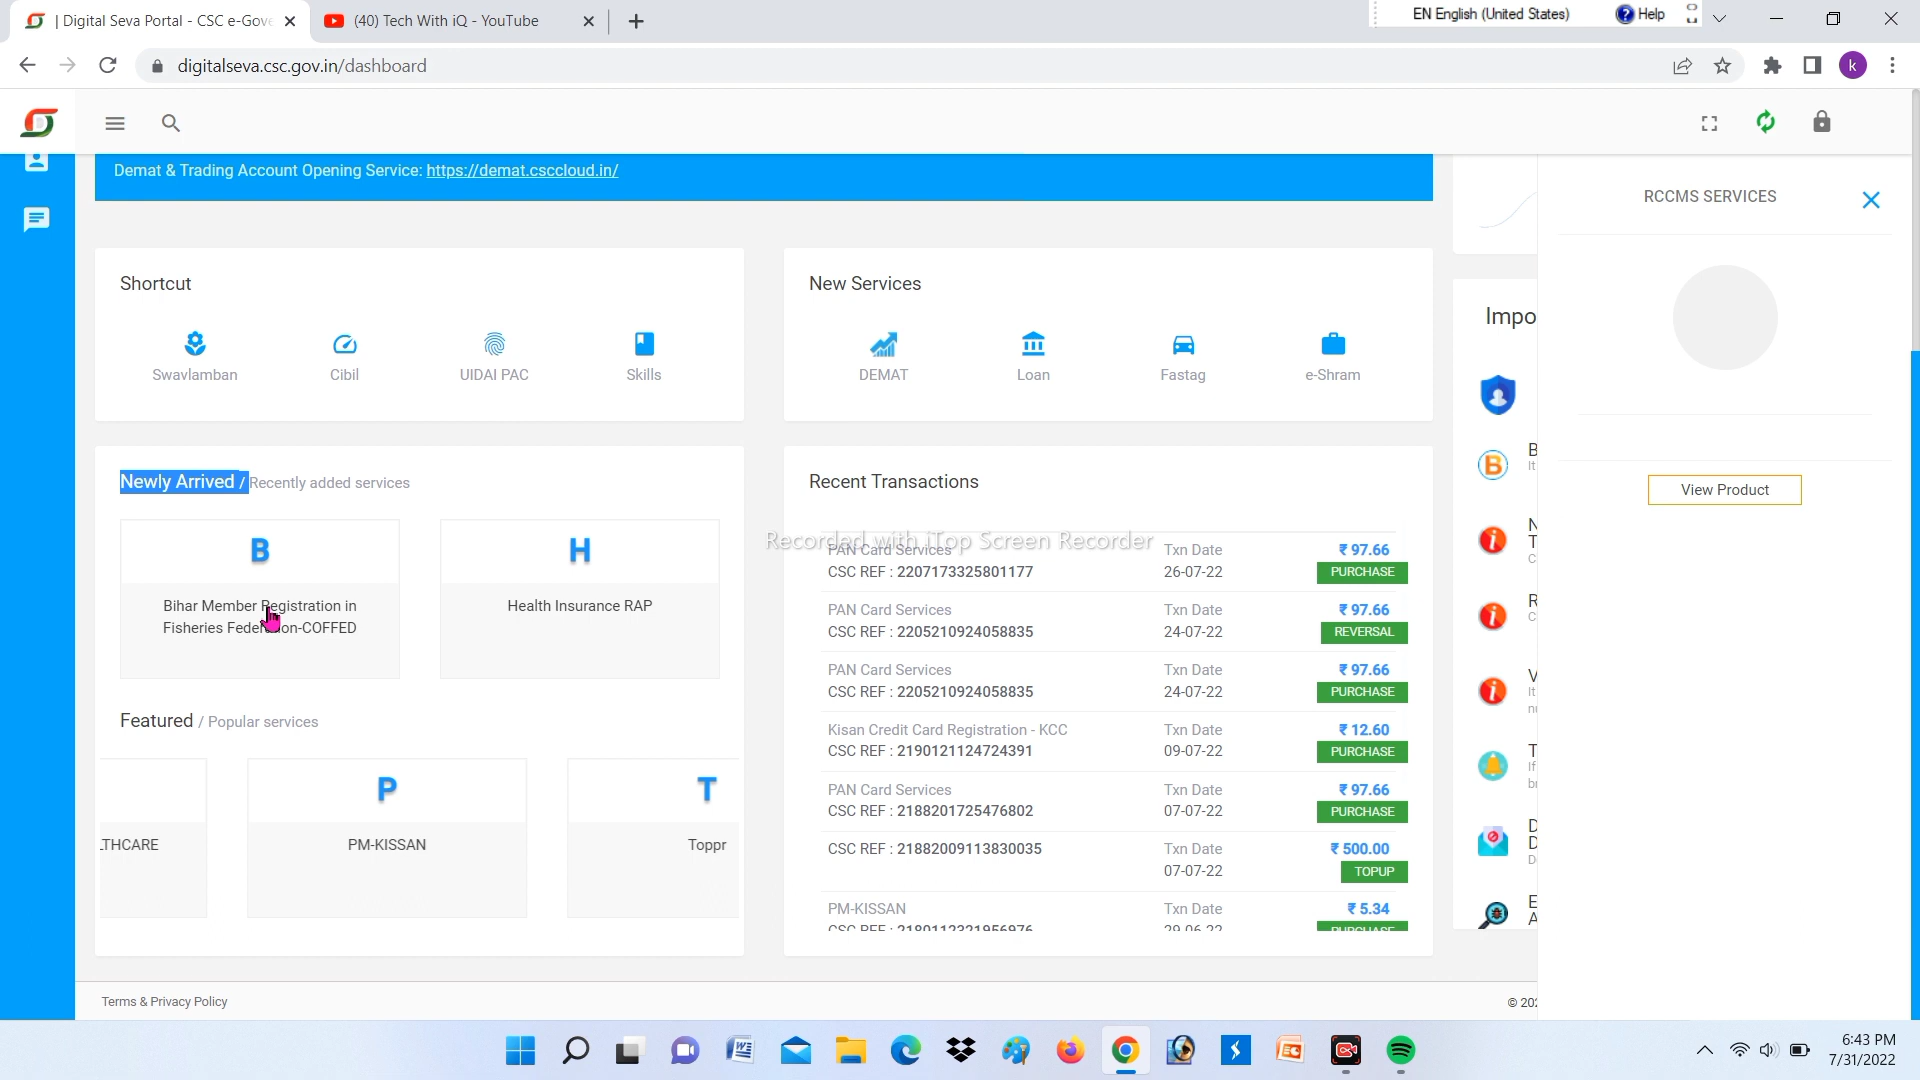 | Digital Seva Portal - CSC e-Gove
(40) Tech With iQ - YouTube
EN English (United States)
Help
digitalseva.csc.gov.in/dashboard
k
Demat & Trading Account Opening Service: https://demat.csccloud.in/
RCCMS SERVICES
View Product
Shortcut
Swavlamban
Cibil
UIDAI PAC
Skills
New Services
DEMAT
Loan
Fastag
e-Shram
Impo
Newly Arrived / Recently added services
B
Bihar Member Registration in
Fisheries Federation-COFFED
H
Health Insurance RAP
Featured / Popular services
LTHCARE
P
PM-KISSAN
T
Toppr
Recent Transactions
Recorded with iTop Screen Recorder
PAN Card Services Txn Date ₹ 97.66
CSC REF : 2207173325801177 26-07-22 PURCHASE
PAN Card Services Txn Date ₹ 97.66
CSC REF : 2205210924058835 24-07-22 REVERSAL
PAN Card Services Txn Date ₹ 97.66
CSC REF : 2205210924058835 24-07-22 PURCHASE
Kisan Credit Card Registration - KCC Txn Date ₹ 12.60
CSC REF : 2190121124724391 09-07-22 PURCHASE
PAN Card Services Txn Date ₹ 97.66
CSC REF : 2188201725476802 07-07-22 PURCHASE
CSC REF : 21882009113830035 Txn Date ₹ 500.00
07-07-22 TOPUP
PM-KISSAN Txn Date ₹ 5.34
CSC REF : 2180112321956976 29-06-22 PURCHASE
Terms & Privacy Policy
© 202
6:43 PM
7/31/2022